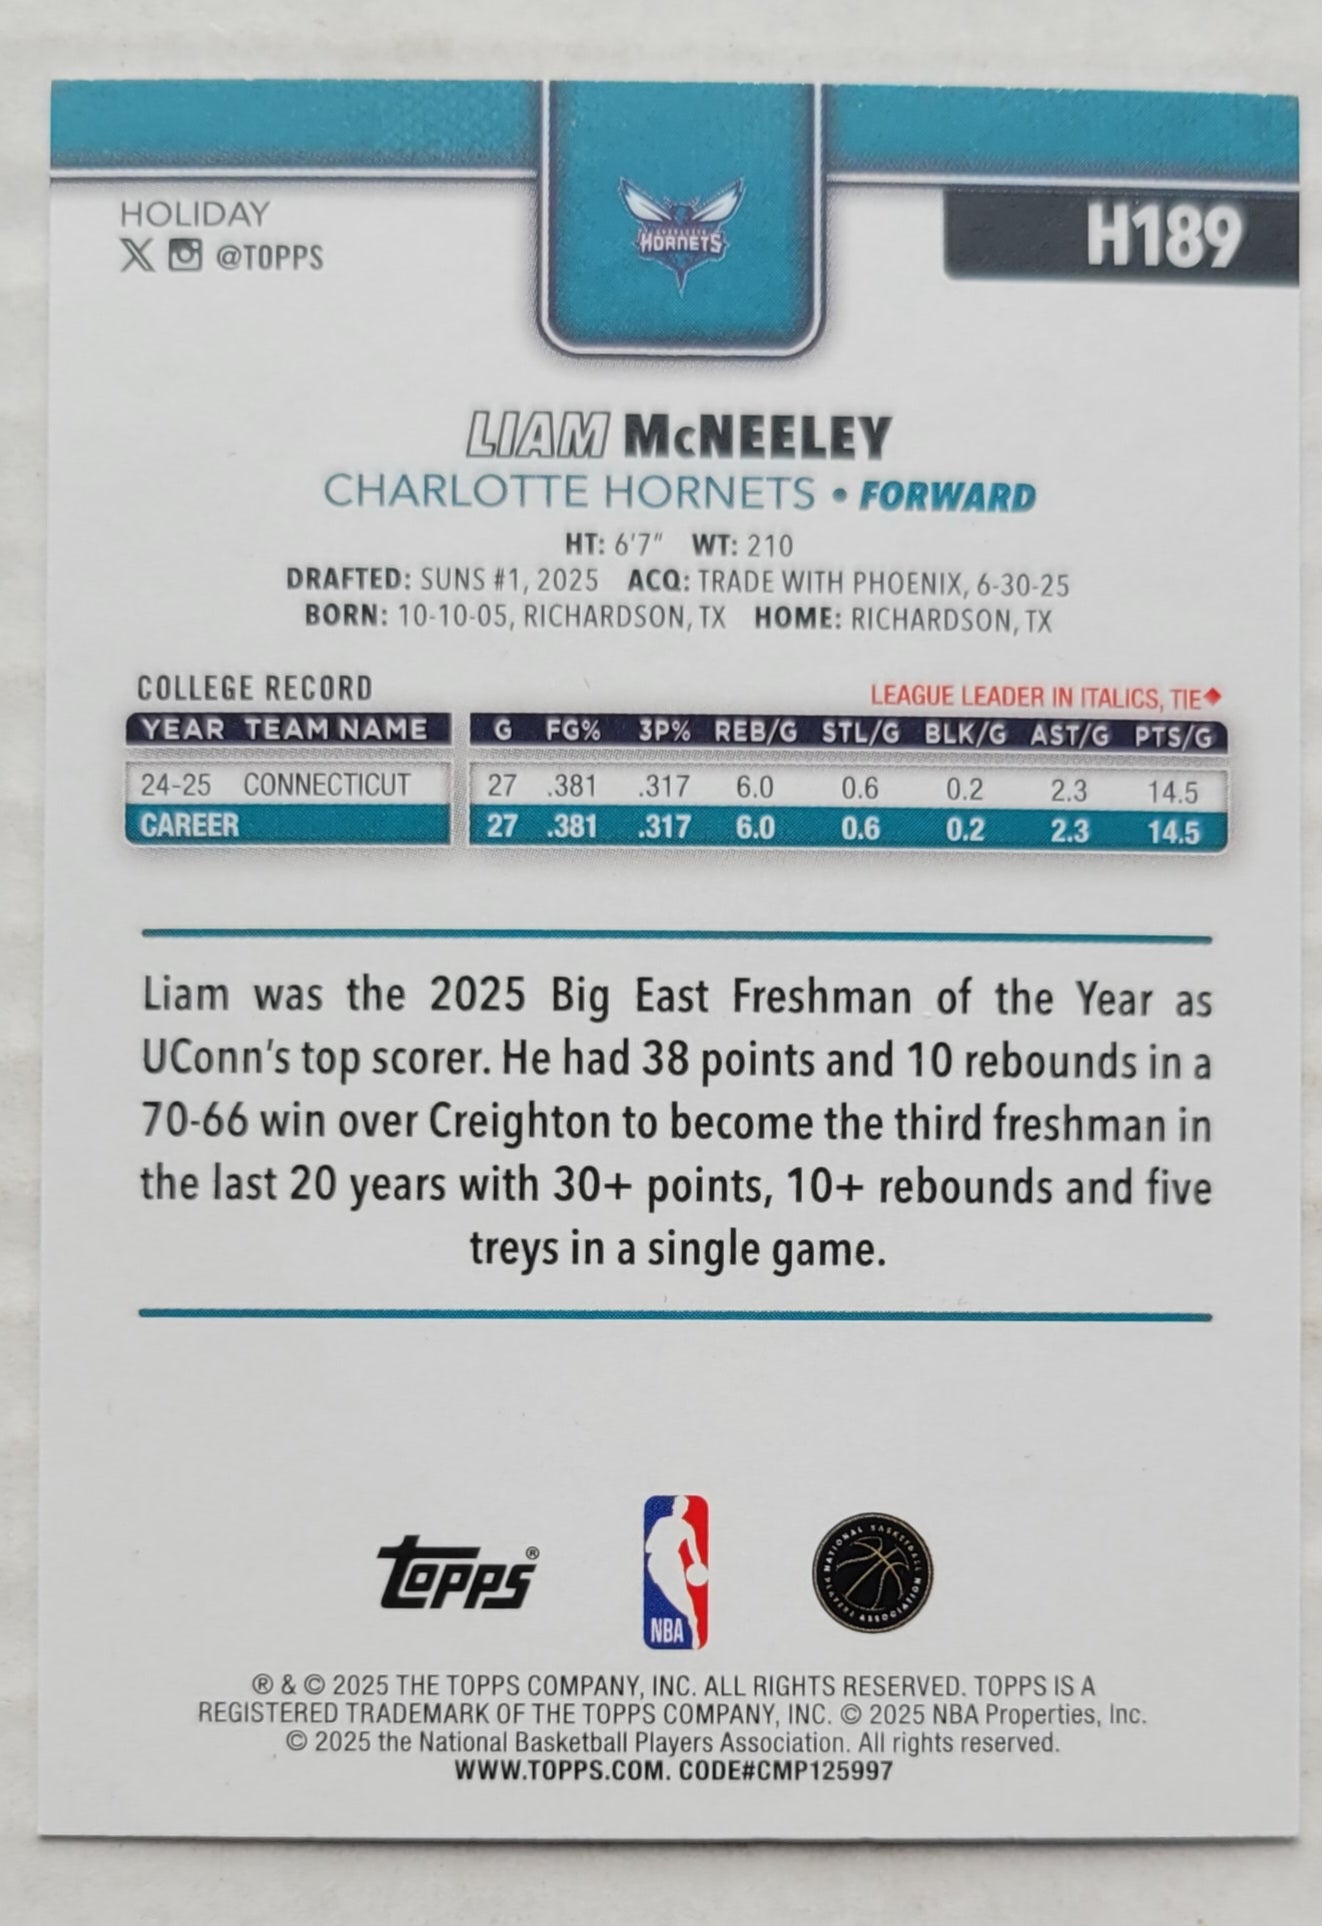 HOLIDAY
@TOPPS
H189
CHARLOTTE
HORNETS
LIAM McNEELEY
CHARLOTTE HORNETS • FORWARD
HT: 6'7" WT: 210
DRAFTED: SUNS #1, 2025 ACQ: TRADE WITH PHOENIX, 6-30-25
BORN: 10-10-05, RICHARDSON, TX HOME: RICHARDSON, TX
COLLEGE RECORD LEAGUE LEADER IN ITALICS, TIE♦
YEAR TEAM NAME G FG% 3P% REB/G STL/G BLK/G AST/G PTS/G
24-25 CONNECTICUT 27 .381 .317 6.0 0.6 0.2 2.3 14.5
CAREER 27 .381 .317 6.0 0.6 0.2 2.3 14.5
Liam was the 2025 Big East Freshman of the Year as
UConn's top scorer. He had 38 points and 10 rebounds in a
70-66 win over Creighton to become the third freshman in
the last 20 years with 30+ points, 10+ rebounds and five
treys in a single game.
Topps®
NBA
NATIONAL BASKETBALL PLAYERS ASSOCIATION
® & © 2025 THE TOPPS COMPANY, INC. ALL RIGHTS RESERVED. TOPPS IS A
REGISTERED TRADEMARK OF THE TOPPS COMPANY, INC. © 2025 NBA Properties, Inc.
© 2025 the National Basketball Players Association. All rights reserved.
WWW.TOPPS.COM. CODE#CMP125997